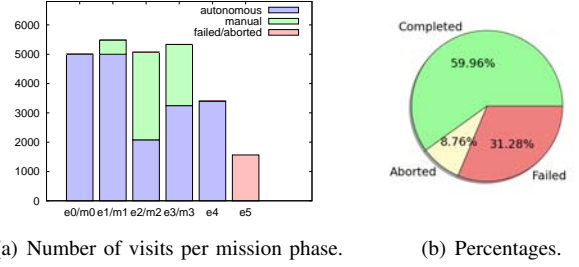 autonomous
manual
failed/aborted
6000
5000
4000
3000
2000
1000
0
e0/m0 e1/m1 e2/m2 e3/m3 e4 e5
Completed
59.96%
8.76%
31.28%
Aborted
Failed
a) Number of visits per mission phase.
(b) Percentages.